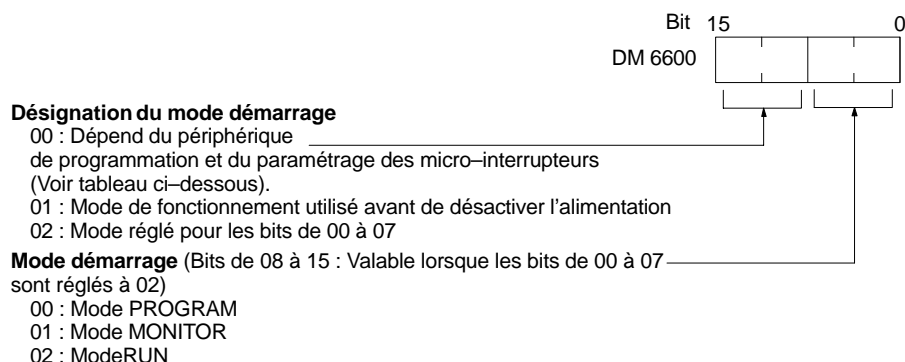 Bit 15 0
DM 6600
Désignation du mode démarrage
00 : Dépend du périphérique
de programmation et du paramétrage des micro–interrupteurs
(Voir tableau ci–dessous).
01 : Mode de fonctionnement utilisé avant de désactiver l'alimentation
02 : Mode réglé pour les bits de 00 à 07
Mode démarrage (Bits de 08 à 15 : Valable lorsque les bits de 00 à 07
sont réglés à 02)
00 : Mode PROGRAM
01 : Mode MONITOR
02 : ModeRUN